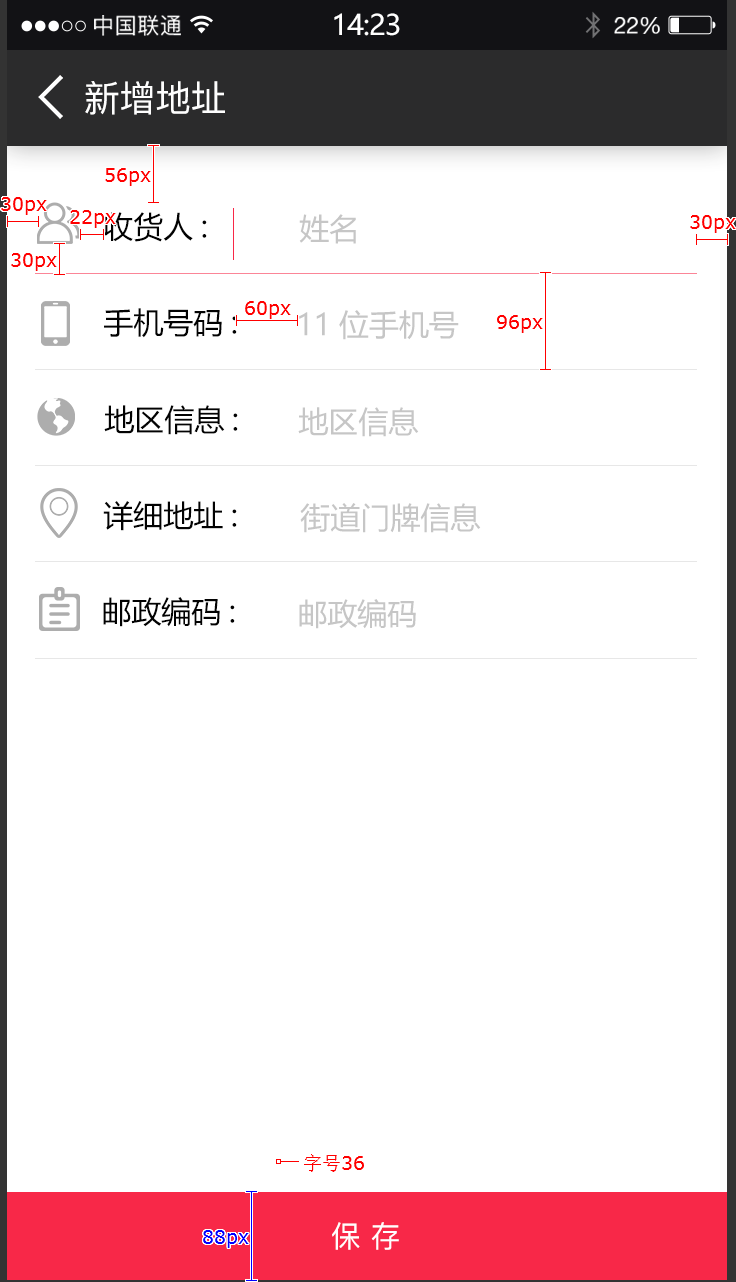 中国联通 14:23 22%
新增地址
56px
30px 22px 收货人： 姓名 30px
30px
手机号码： 60px 11 位手机号 96px
地区信息： 地区信息
详细地址： 街道门牌信息
邮政编码： 邮政编码
字号36
88px 保 存